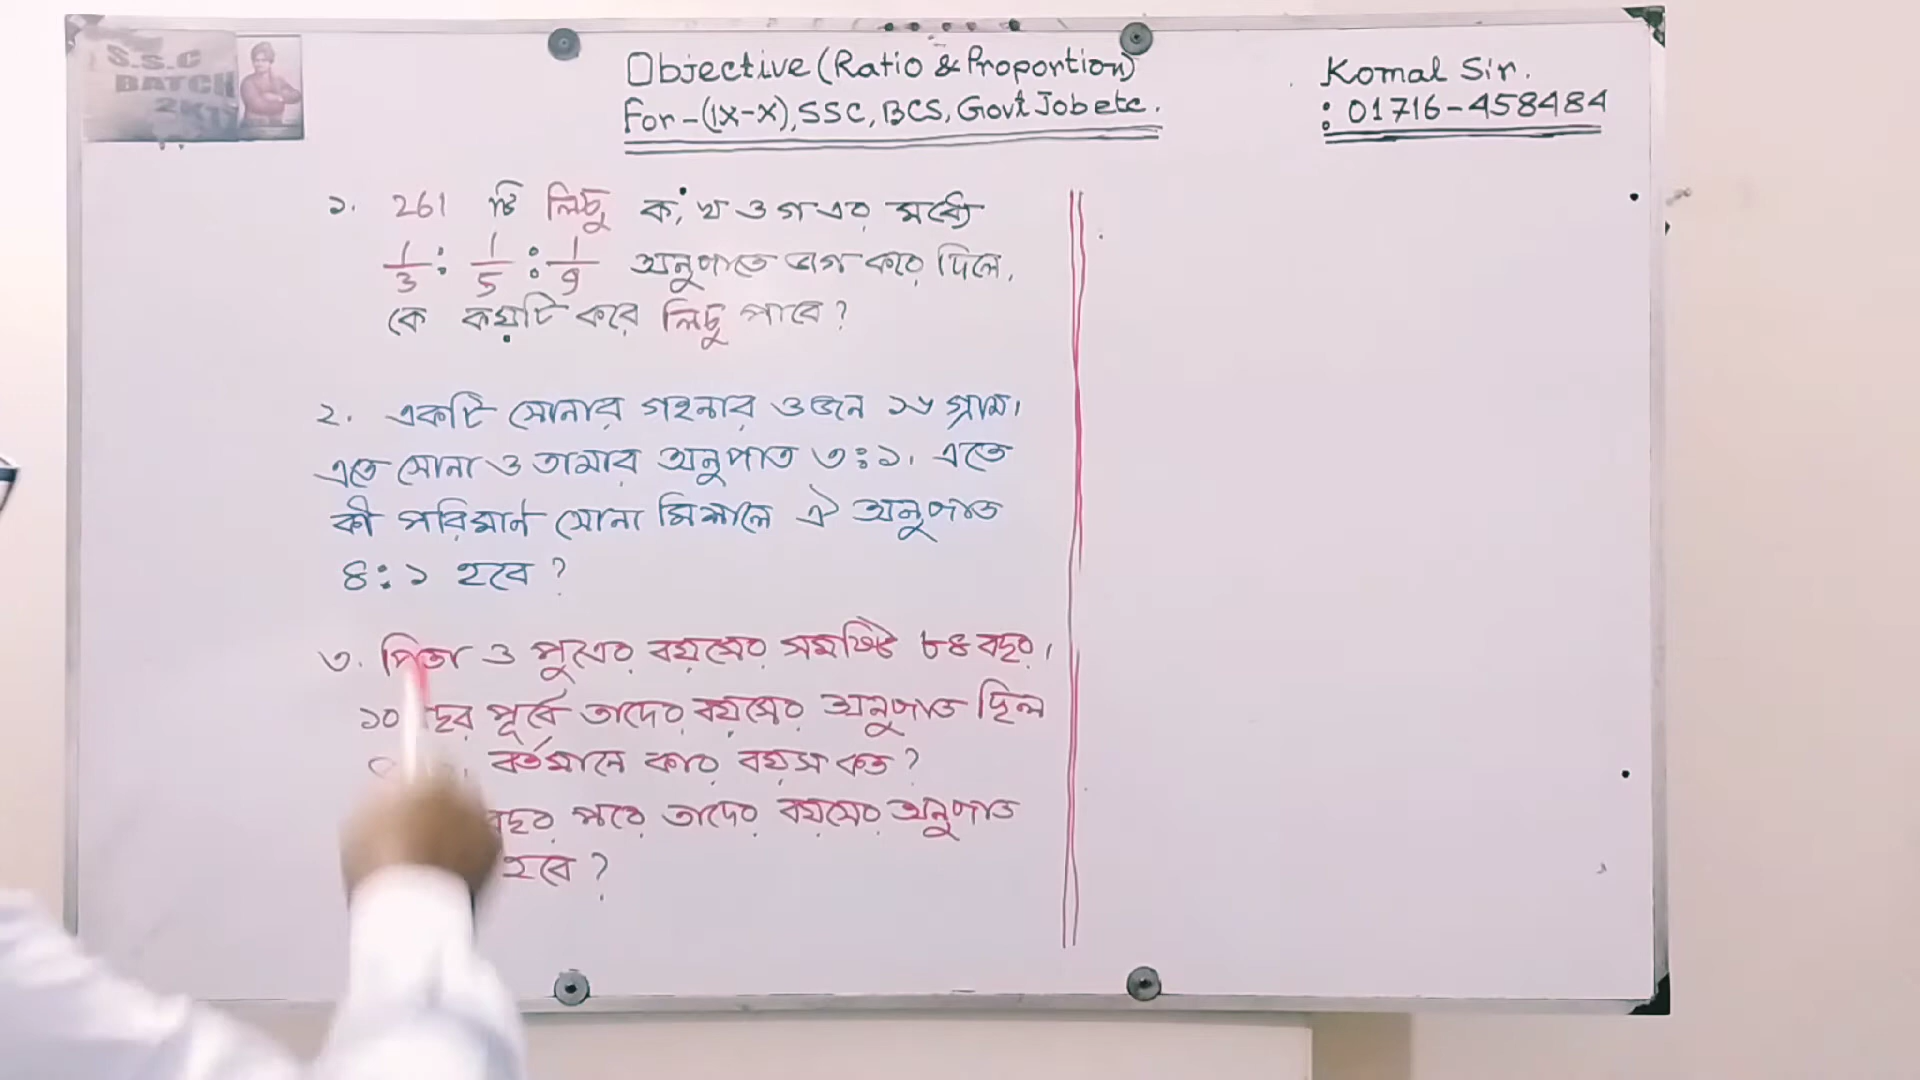 S.S.C
BATCH
Objective (Ratio & Proportion)
For-(IX-X), SSC, BCS, Govt Job etc.
Komal Sir.
: 01716-458484
১. 261 টি লিচু ক, খ ও গ এর মধ্যে
1/3 : 1/5 : 1/9 অনুপাতে ভাগ করে দিলে,
কে কয়টি করে লিচু পাবে?
২. একটি সোনার গহনার ওজন ১৬ গ্রাম।
এতে সোনা ও তামার অনুপাত ৩:১। এতে
কী পরিমার্ন সোনা মিশালে ঐ অনুপাত
৪:১ হবে?
৩. পিতা ও পুত্রের বয়সের সমষ্টি ৮৪ বছর।
১০ বছর পূর্বে তাদের বয়সের অনুপাত ছিল
বর্তমানে কার বয়স কত?
বছর পরে তাদের বয়সের অনুপাত
হবে?